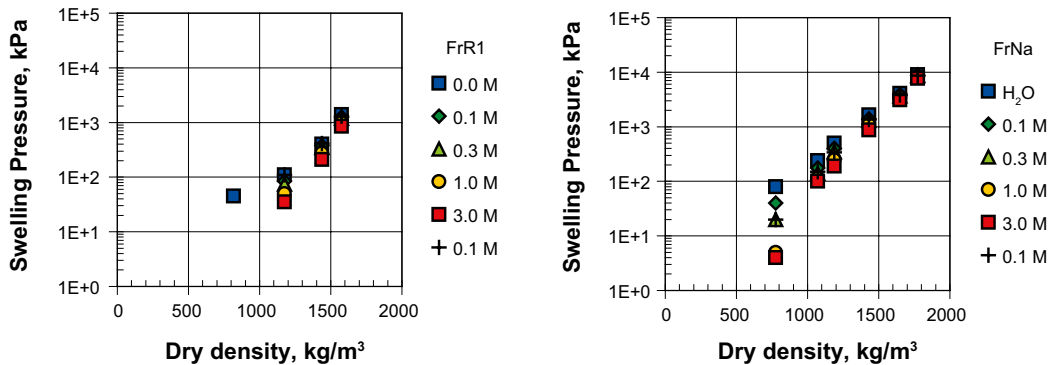 Swelling Pressure, kPa
1E+5
1E+4
1E+3
1E+2
1E+1
1E+0
0
500
1000
1500
2000
Dry density, kg/m³
FrR1
0.0 M
0.1 M
0.3 M
1.0 M
3.0 M
0.1 M
Swelling Pressure, kPa
1E+5
1E+4
1E+3
1E+2
1E+1
1E+0
0
500
1000
1500
2000
Dry density, kg/m³
FrNa
H₂O
0.1 M
0.3 M
1.0 M
3.0 M
0.1 M